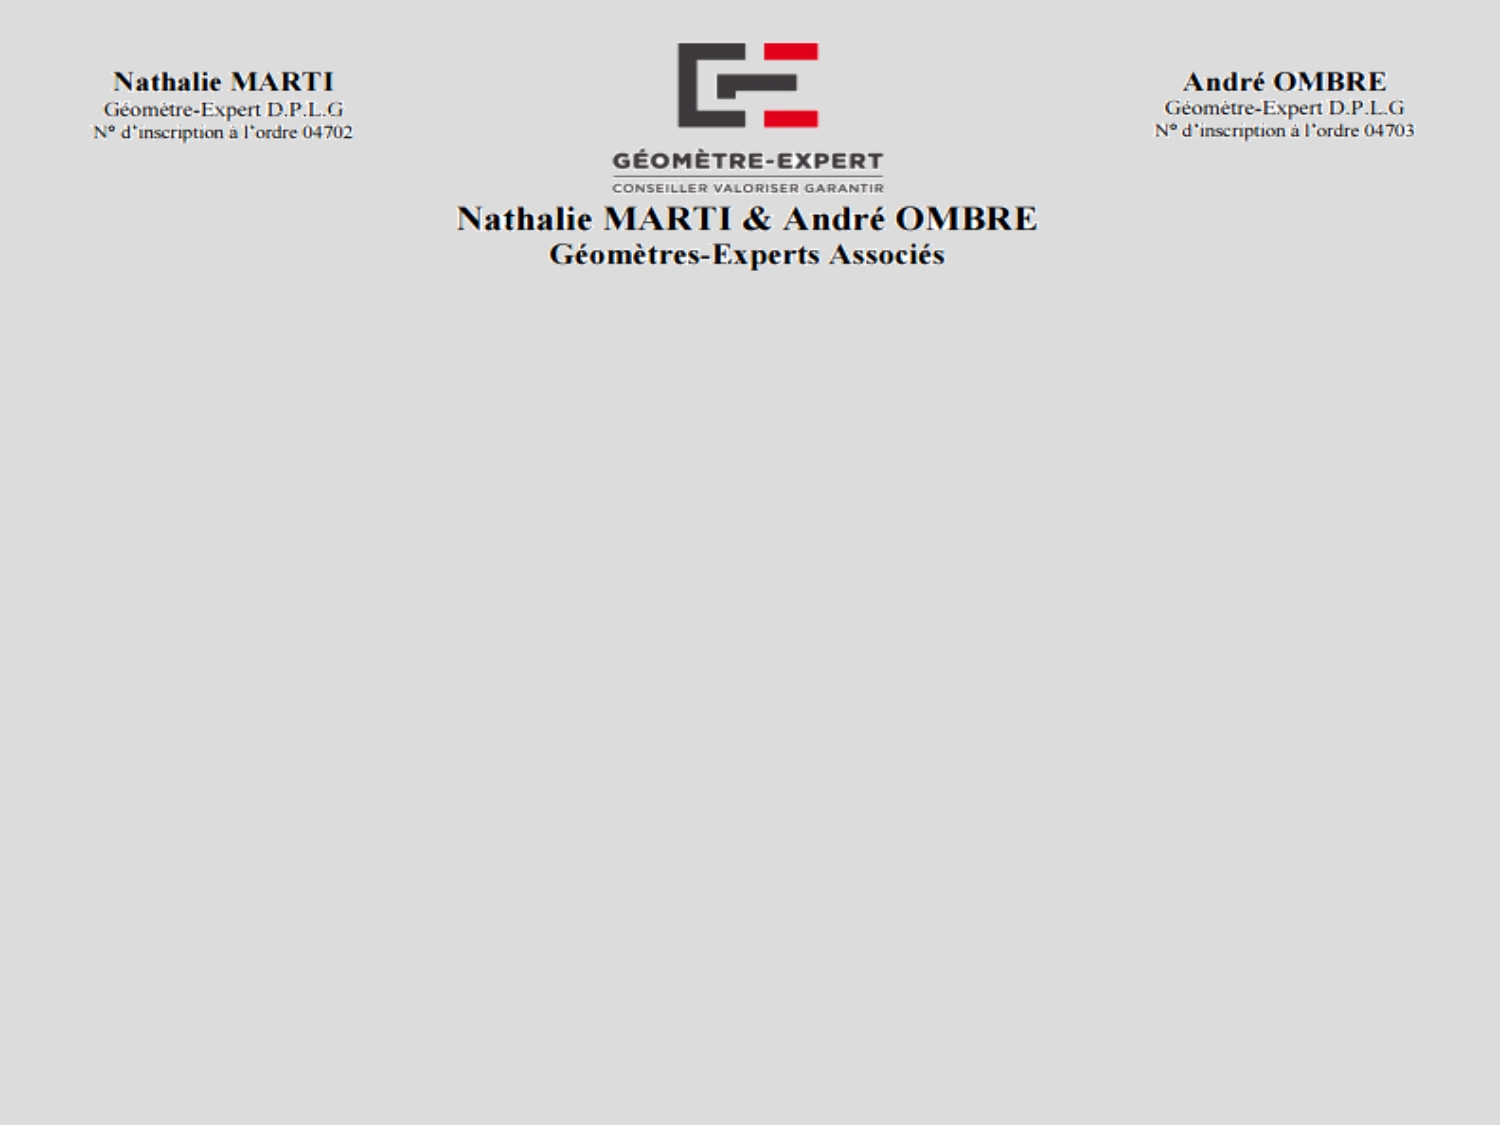 Nathalie MARTI
Géomètre-Expert D.P.L.G
N° d'inscription à l'ordre 04702
André OMBRE
Géomètre-Expert D.P.L.G
N° d'inscription à l'ordre 04703
GE
GÉOMÈTRE-EXPERT
CONSEILLER VALORISER GARANTIR
Nathalie MARTI & André OMBRE
Géomètres-Experts Associés